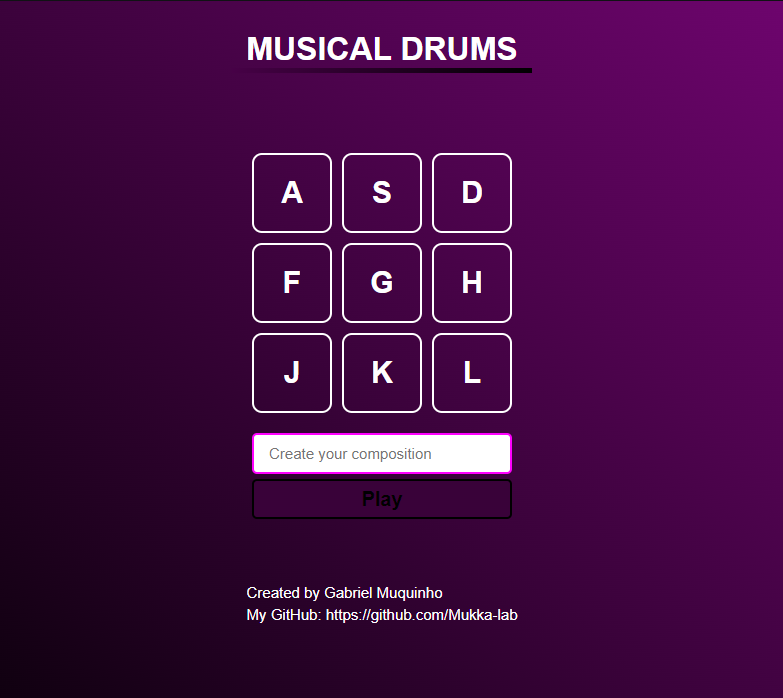 MUSICAL DRUMS
A S D
F G H
J K L
Create your composition
Play
Created by Gabriel Muquinho
My GitHub: https://github.com/Mukka-lab